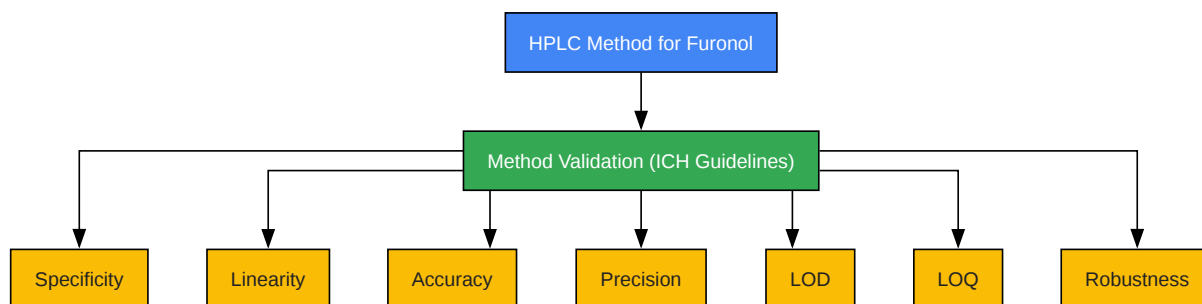 HPLC Method for Furonol
Method Validation (ICH Guidelines)
Specificity
Linearity
Accuracy
Precision
LOD
LOQ
Robustness